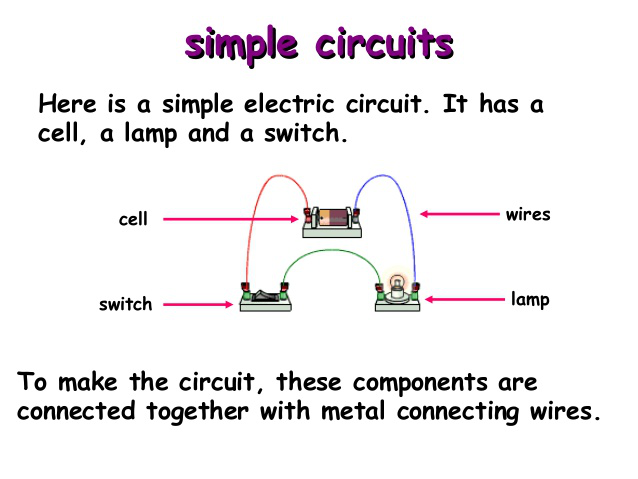 simple circuits
Here is a simple electric circuit. It has a
cell, a lamp and a switch.
cell
wires
switch
lamp
To make the circuit, these components are
connected together with metal connecting wires.